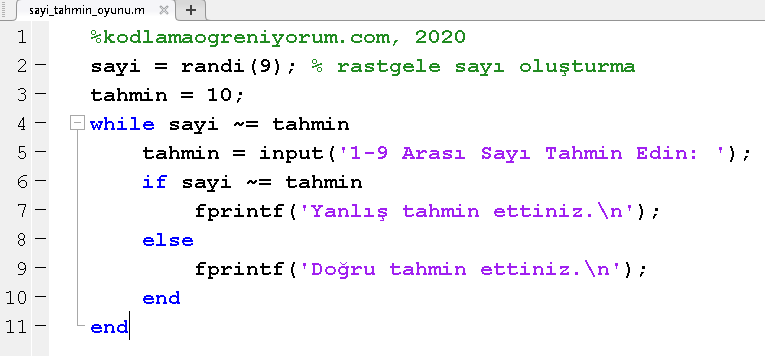 sayi_tahmin_oyunu.m
1 %kodlamaogreniyorum.com, 2020
2 sayi = randi(9); % rastgele sayı oluşturma
3 tahmin = 10;
4 while sayi ~= tahmin
5 tahmin = input('1-9 Arası Sayı Tahmin Edin: ');
6 if sayi ~= tahmin
7 fprintf('Yanlış tahmin ettiniz.\n');
8 else
9 fprintf('Doğru tahmin ettiniz.\n');
10 end
11 end